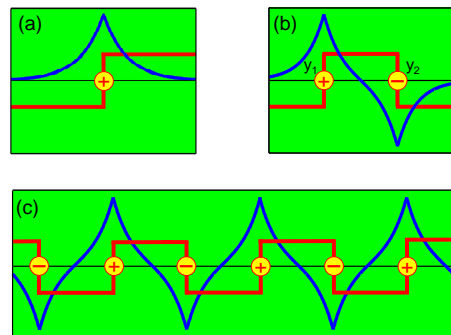 (a)
+
(b)
y1 y2
+ −
(c)
− + − + − +